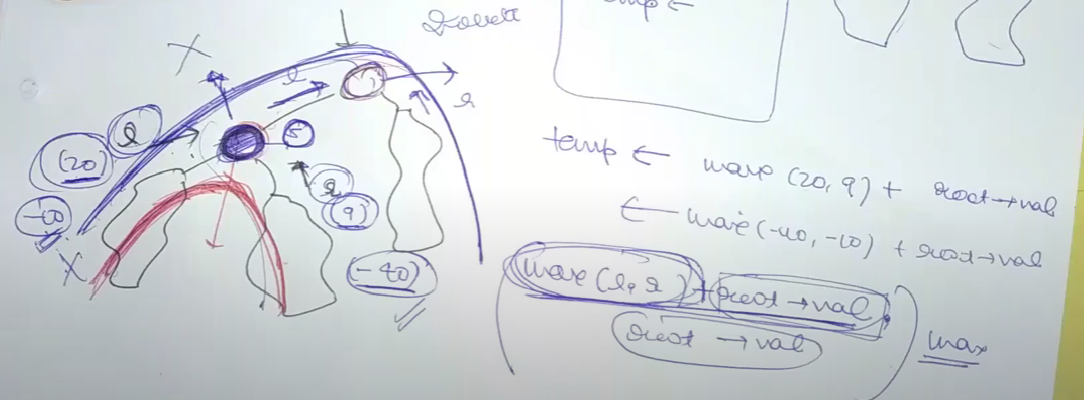 temp ←
X
l
r
l
5
(20)
r
(9)
-10
X
(-40)
temp ← max (20, 9) + root→val
← max (-40, -10) + root→val
(max (l, r) + root→val,
root → val) max